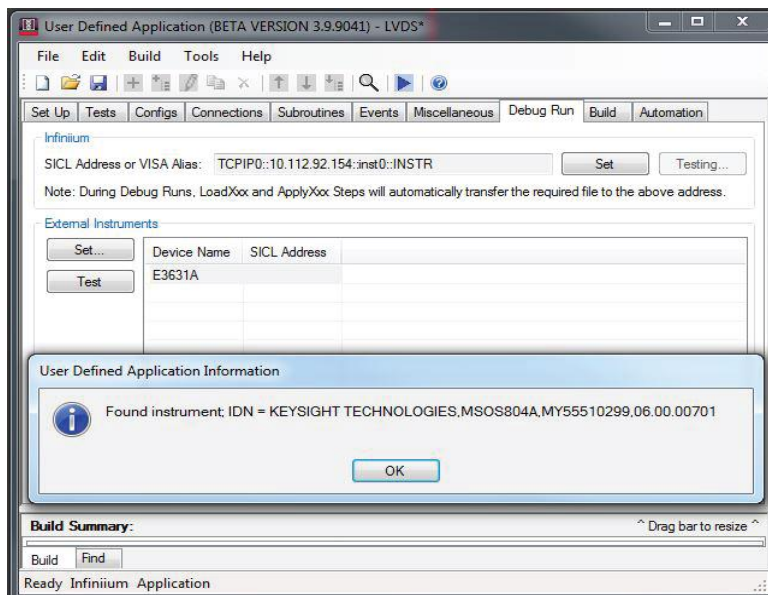 User Defined Application (BETA VERSION 3.9.9041) - LVDS*
File Edit Build Tools Help
Set Up Tests Configs Connections Subroutines Events Miscellaneous Debug Run Build Automation
Infiniium
SICL Address or VISA Alias: TCPIP0::10.112.92.154::inst0::INSTR Set Testing...
Note: During Debug Runs, LoadXxx and ApplyXxx Steps will automatically transfer the required file to the above address.
External Instruments
Set... Device Name SICL Address
Test E3631A
User Defined Application Information
Found instrument; IDN = KEYSIGHT TECHNOLOGIES,MSOS804A,MY55510299,06.00.00701
OK
Build Summary: ^ Drag bar to resize ^
Build Find
Ready Infiniium Application